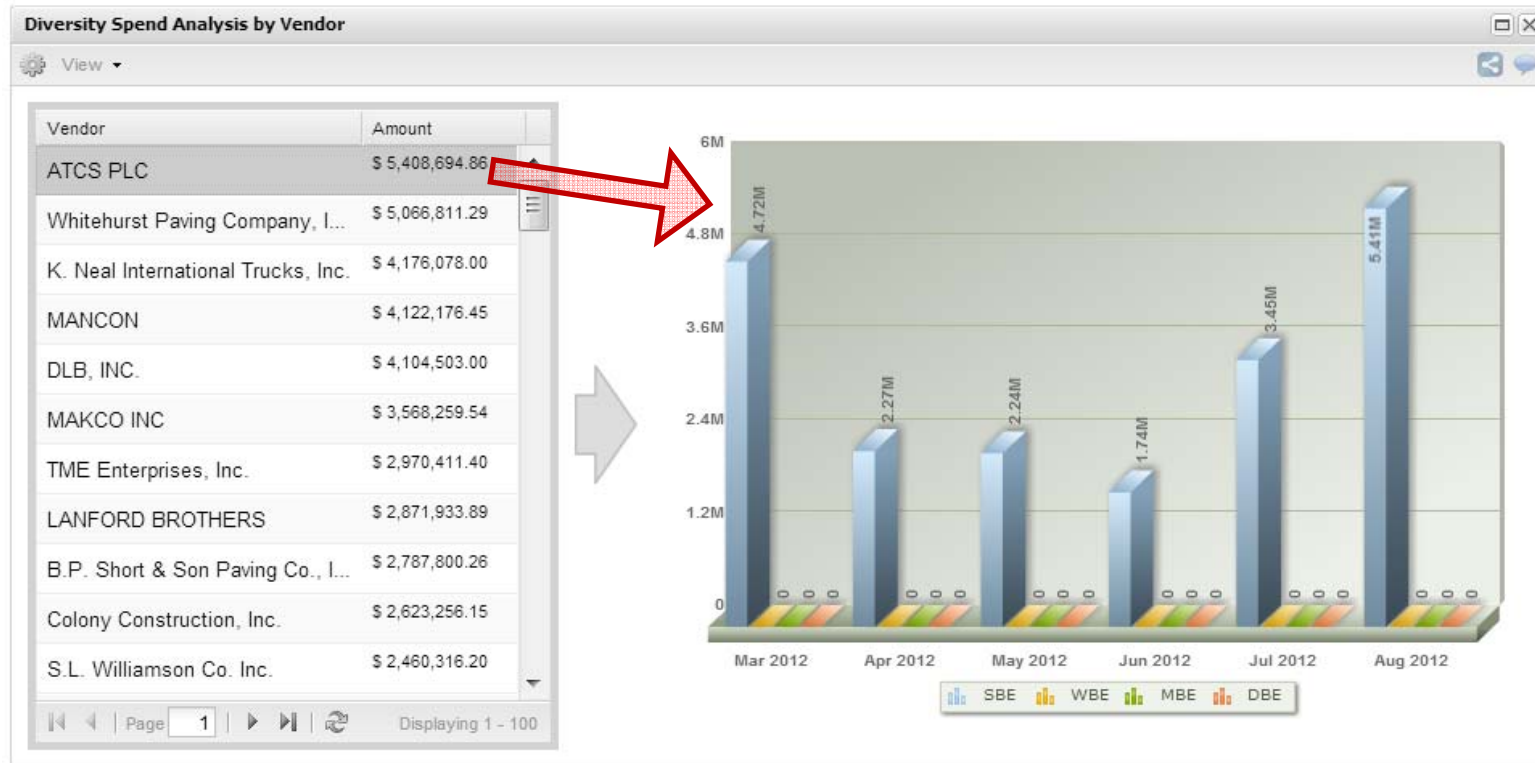 Diversity Spend Analysis by Vendor
View
Vendor Amount
ATCS PLC $ 5,408,694.86
Whitehurst Paving Company, I... $ 5,066,811.29
K. Neal International Trucks, Inc. $ 4,176,078.00
MANCON $ 4,122,176.45
DLB, INC. $ 4,104,503.00
MAKCO INC $ 3,568,259.54
TME Enterprises, Inc. $ 2,970,411.40
LANFORD BROTHERS $ 2,871,933.89
B.P. Short & Son Paving Co., I... $ 2,787,800.26
Colony Construction, Inc. $ 2,623,256.15
S.L. Williamson Co. Inc. $ 2,460,316.20
Page 1 Displaying 1 - 100
6M
4.8M
3.6M
2.4M
1.2M
0
4.72M
2.27M
2.24M
1.74M
3.45M
5.41M
0 0 0 0 0 0 0 0 0 0 0 0 0 0 0 0 0 0
Mar 2012 Apr 2012 May 2012 Jun 2012 Jul 2012 Aug 2012
SBE WBE MBE DBE